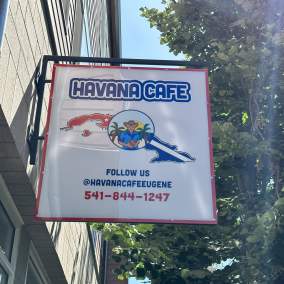 HAVANA CAFE
FOLLOW US
@HAVANACAFEEUGENE
541-844-1247